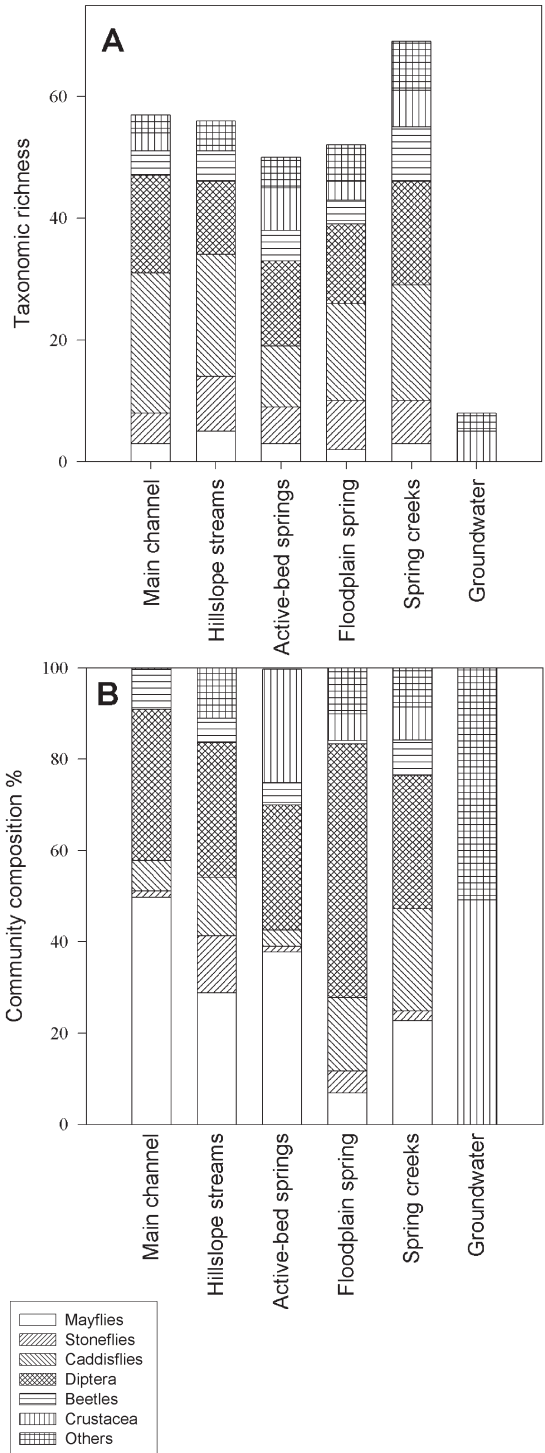 A
Taxonomic richness
60
40
20
0
Main channel
Hillslope streams
Active-bed springs
Floodplain spring
Spring creeks
Groundwater
B
Community composition %
100
80
60
40
20
0
Main channel
Hillslope streams
Active-bed springs
Floodplain spring
Spring creeks
Groundwater
Mayflies
Stoneflies
Caddisflies
Diptera
Beetles
Crustacea
Others